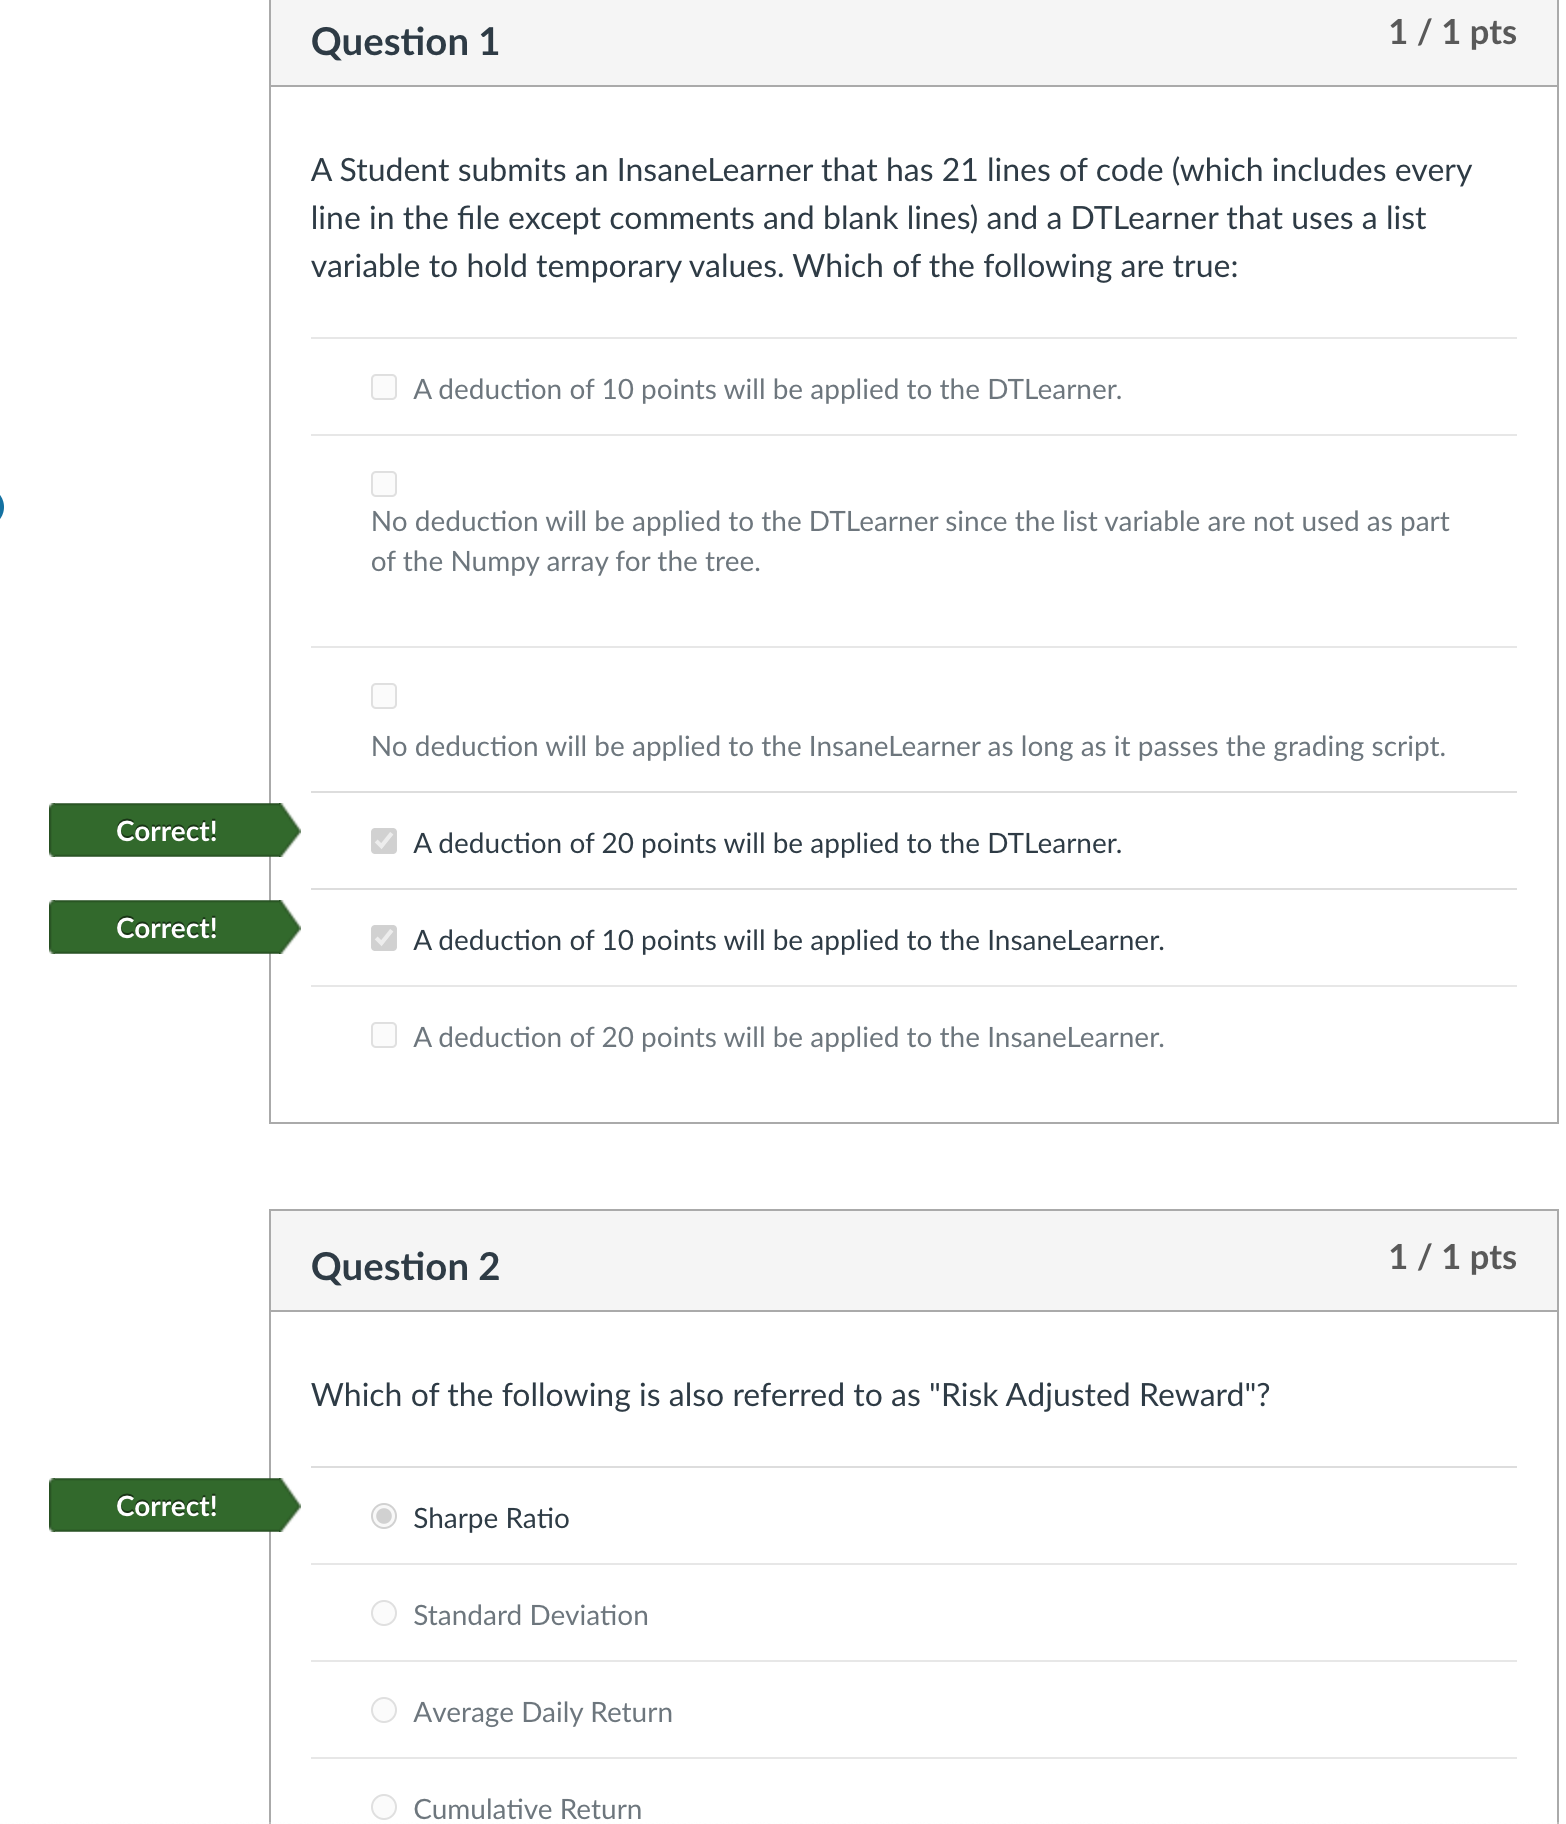 Question 1
1 / 1 pts
A Student submits an InsaneLearner that has 21 lines of code (which includes every
line in the file except comments and blank lines) and a DTLearner that uses a list
variable to hold temporary values. Which of the following are true:
A deduction of 10 points will be applied to the DTLearner.
No deduction will be applied to the DTLearner since the list variable are not used as part
of the Numpy array for the tree.
No deduction will be applied to the InsaneLearner as long as it passes the grading script.
Correct!
A deduction of 20 points will be applied to the DTLearner.
Correct!
A deduction of 10 points will be applied to the InsaneLearner.
A deduction of 20 points will be applied to the InsaneLearner.
Question 2
1 / 1 pts
Which of the following is also referred to as "Risk Adjusted Reward"?
Correct!
Sharpe Ratio
Standard Deviation
Average Daily Return
Cumulative Return